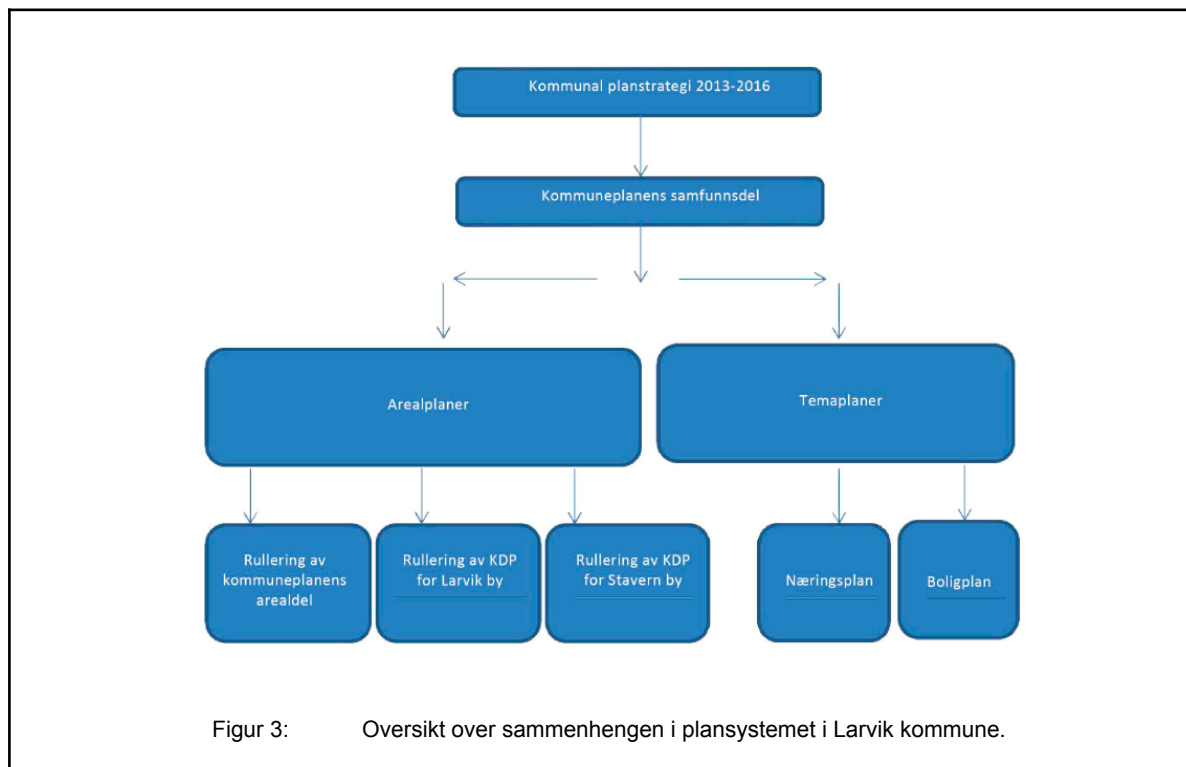 Kommunal planstrategi 2013-2016
Kommuneplanens samfunnsdel
Arealplaner
Temaplaner
Rullering av
kommuneplanens
arealdel
Rullering av KDP
for Larvik by
Rullering av KDP
for Stavern by
Næringsplan
Boligplan
Figur 3: Oversikt over sammenhengen i plansystemet i Larvik kommune.